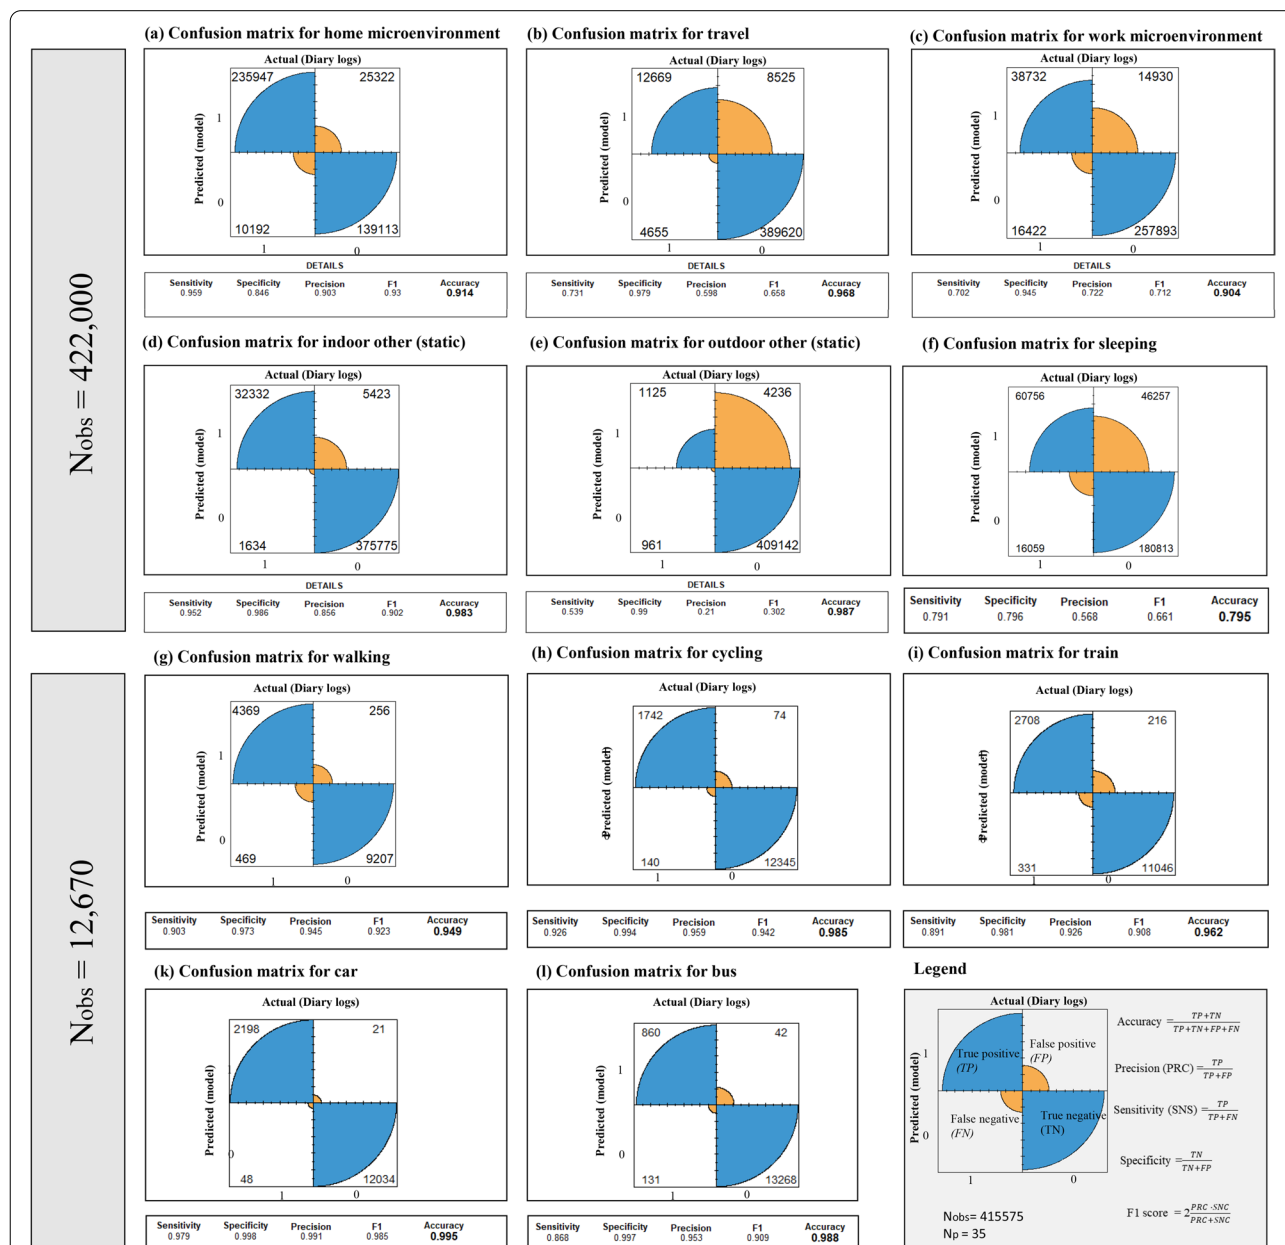 (a) Confusion matrix for home microenvironment
Actual (Diary logs)
235947 25322
Predicted (model)
1
0
10192 139113
1 0
DETAILS
Sensitivity Specificity Precision F1 Accuracy
0.959 0.846 0.903 0.93 0.914
(b) Confusion matrix for travel
Actual (Diary logs)
12669 8525
Predicted (model)
1
0
4655 389620
1 0
DETAILS
Sensitivity Specificity Precision F1 Accuracy
0.731 0.979 0.598 0.658 0.968
(c) Confusion matrix for work microenvironment
Actual (Diary logs)
38732 14930
Predicted (model)
1
0
16422 257893
1 0
DETAILS
Sensitivity Specificity Precision F1 Accuracy
0.702 0.945 0.722 0.712 0.904
Nobs = 422,000
(d) Confusion matrix for indoor other (static)
Actual (Diary logs)
32332 5423
Predicted (model)
1
0
1634 375775
1 0
DETAILS
Sensitivity Specificity Precision F1 Accuracy
0.952 0.986 0.856 0.902 0.983
(e) Confusion matrix for outdoor other (static)
Actual (Diary logs)
1125 4236
Predicted (model)
1
0
961 409142
1 0
DETAILS
Sensitivity Specificity Precision F1 Accuracy
0.539 0.99 0.21 0.302 0.987
(f) Confusion matrix for sleeping
Actual (Diary logs)
60756 46257
Predicted (model)
1
0
16059 180813
1 0
Sensitivity Specificity Precision F1 Accuracy
0.791 0.796 0.568 0.661 0.795
(g) Confusion matrix for walking
Actual (Diary logs)
4369 256
Predicted (model)
1
0
469 9207
1 0
Sensitivity Specificity Precision F1 Accuracy
0.903 0.973 0.945 0.923 0.949
(h) Confusion matrix for cycling
Actual (Diary logs)
1742 74
Predicted (model)
140 12345
1 0
Sensitivity Specificity Precision F1 Accuracy
0.926 0.994 0.959 0.942 0.985
(i) Confusion matrix for train
Actual (Diary logs)
2708 216
Predicted (model)
331 11046
1 0
Sensitivity Specificity Precision F1 Accuracy
0.891 0.981 0.926 0.908 0.962
Nobs = 12,670
(k) Confusion matrix for car
Actual (Diary logs)
2198 21
Predicted (model)
1
0
48 12034
1 0
Sensitivity Specificity Precision F1 Accuracy
0.979 0.998 0.991 0.985 0.995
(l) Confusion matrix for bus
Actual (Diary logs)
860 42
Predicted (model)
1
0
131 13268
1 0
Sensitivity Specificity Precision F1 Accuracy
0.868 0.997 0.953 0.909 0.988
Legend
Actual (Diary logs)
Predicted (model)
1
0
True positive (TP)
False positive (FP)
False negative (FN)
True negative (TN)
1 0
Nobs= 415575
Np = 35
Accuracy = TP+TN / TP+TN+FP+FN
Precision (PRC) = TP / TP+FP
Sensitivity (SNS) = TP / TP+FN
Specificity = TN / TN+FP
F1 score = 2 PRC·SNC / PRC+SNC